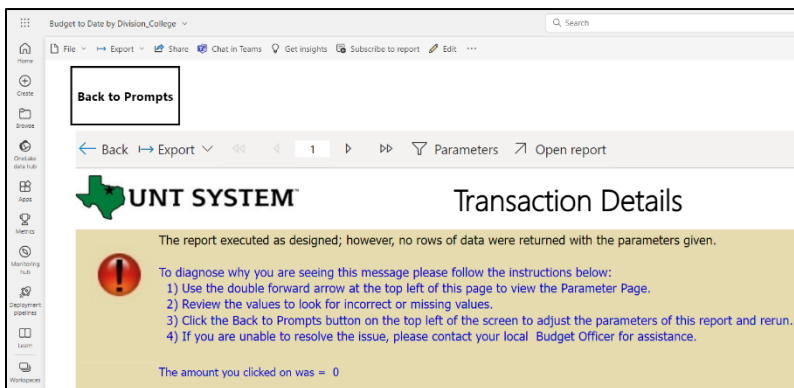 Budget to Date by Division_College
Search
File Export Share Chat in Teams Get insights Subscribe to report Edit ...
Home
Create
Browse
OneLake data hub
Apps
Metrics
Monitoring hub
Deployment pipelines
Learn
Workspaces
Back to Prompts
Back Export 1 Parameters Open report
UNT SYSTEM™
Transaction Details
The report executed as designed; however, no rows of data were returned with the parameters given.
To diagnose why you are seeing this message please follow the instructions below:
1) Use the double forward arrow at the top left of this page to view the Parameter Page.
2) Review the values to look for incorrect or missing values.
3) Click the Back to Prompts button on the top left of the screen to adjust the parameters of this report and rerun.
4) If you are unable to resolve the issue, please contact your local Budget Officer for assistance.
The amount you clicked on was = 0